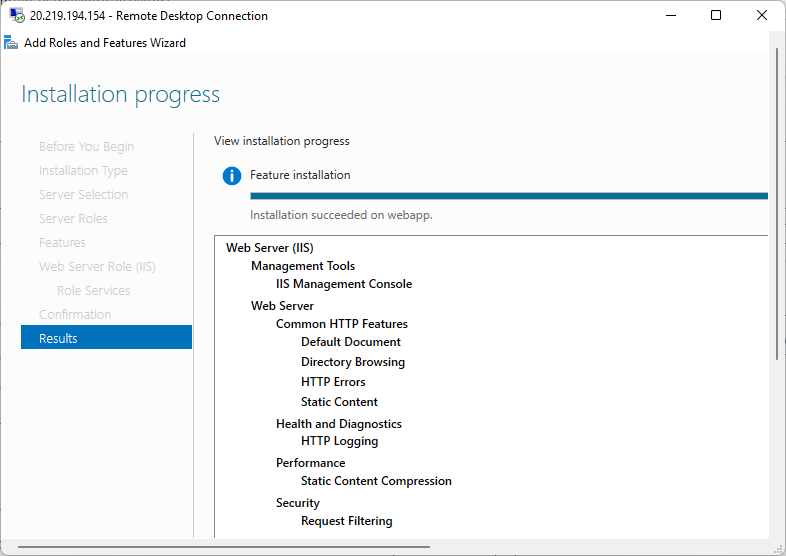 20.219.194.154 - Remote Desktop Connection
Add Roles and Features Wizard
Installation progress
Before You Begin
Installation Type
Server Selection
Server Roles
Features
Web Server Role (IIS)
Role Services
Confirmation
Results
View installation progress
Feature installation
Installation succeeded on webapp.
Web Server (IIS)
Management Tools
IIS Management Console
Web Server
Common HTTP Features
Default Document
Directory Browsing
HTTP Errors
Static Content
Health and Diagnostics
HTTP Logging
Performance
Static Content Compression
Security
Request Filtering